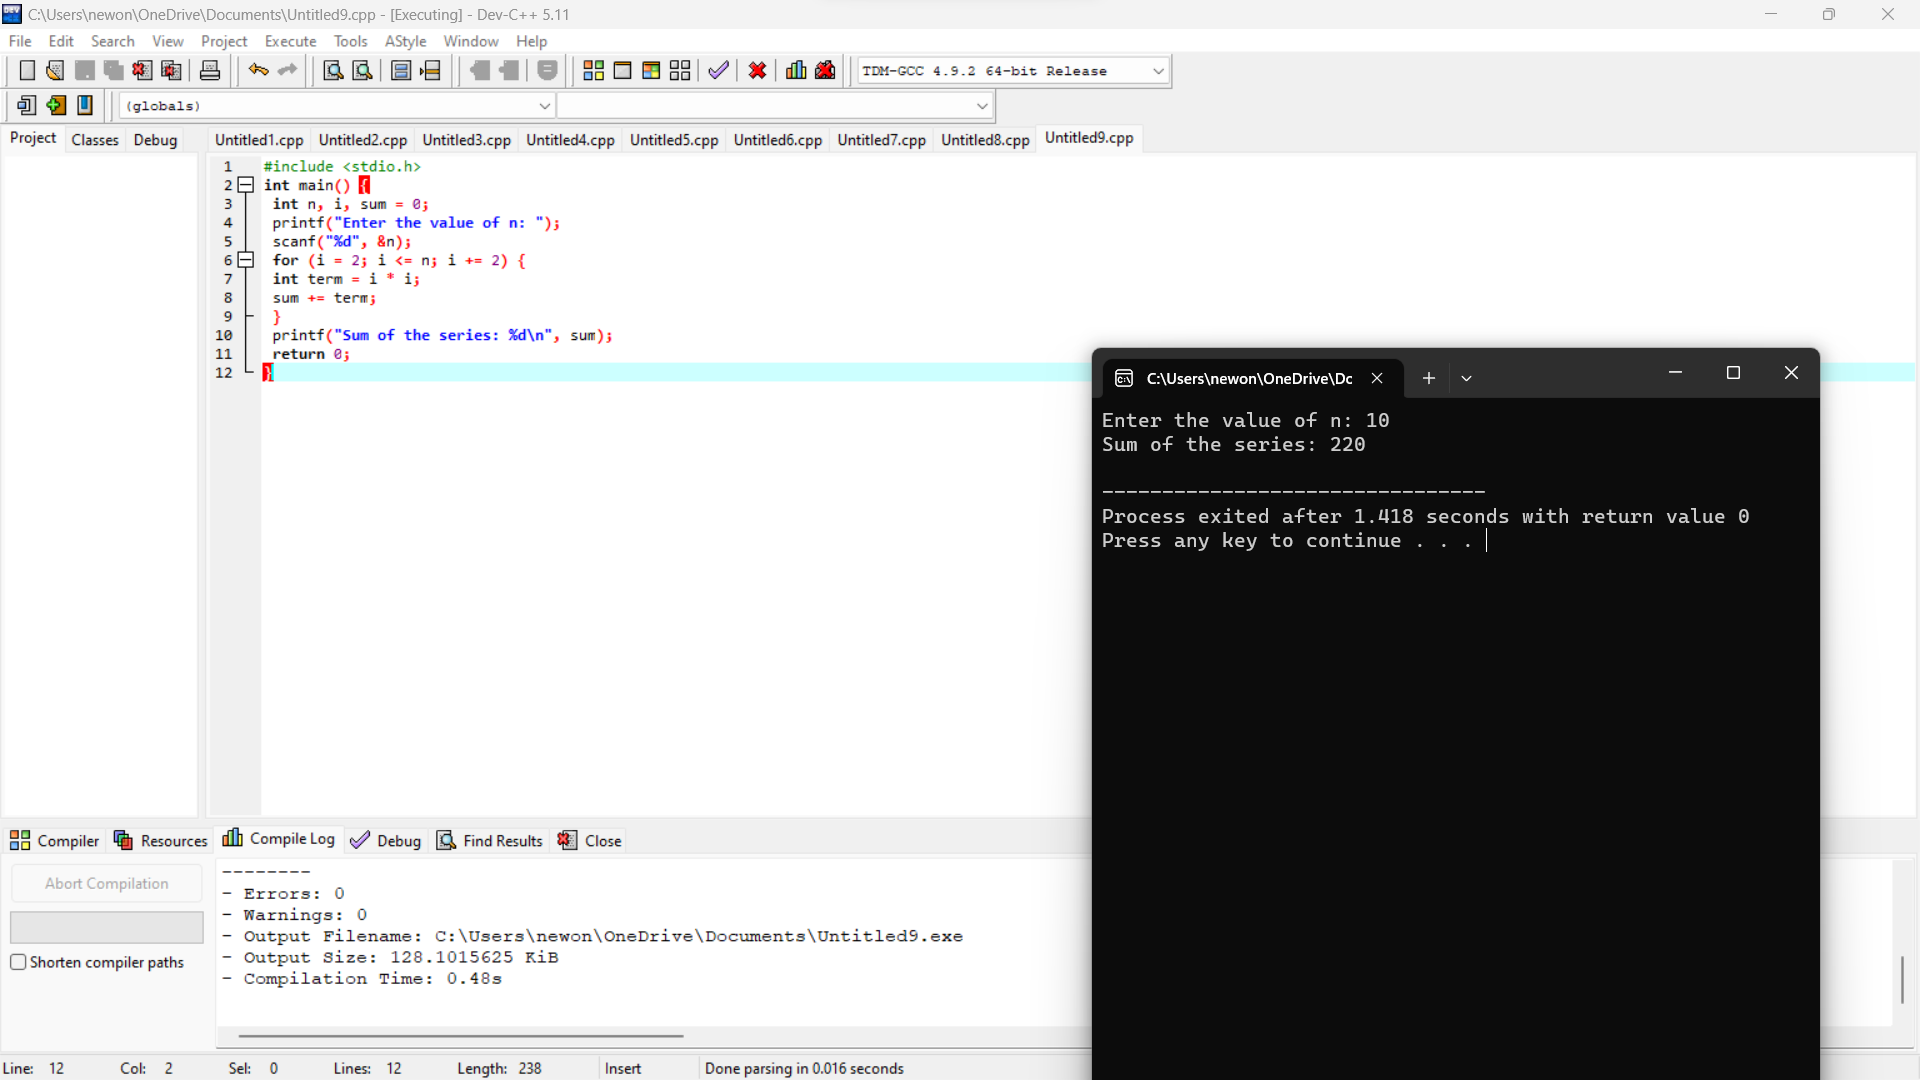 C:\Users\newon\OneDrive\Documents\Untitled9.cpp - [Executing] - Dev-C++ 5.11
File Edit Search View Project Execute Tools AStyle Window Help
TDM-GCC 4.9.2 64-bit Release
(globals)
Project Classes Debug
Untitled1.cpp Untitled2.cpp Untitled3.cpp Untitled4.cpp Untitled5.cpp Untitled6.cpp Untitled7.cpp Untitled8.cpp Untitled9.cpp
1 #include <stdio.h>
2 int main() {
3 int n, i, sum = 0;
4 printf("Enter the value of n: ");
5 scanf("%d", &n);
6 for (i = 2; i <= n; i += 2) {
7 int term = i * i;
8 sum += term;
9 }
10 printf("Sum of the series: %d\n", sum);
11 return 0;
12 }
C:\Users\newon\OneDrive\Dc
Enter the value of n: 10
Sum of the series: 220
--------------------------------
Process exited after 1.418 seconds with return value 0
Press any key to continue . . .
Compiler Resources Compile Log Debug Find Results Close
Abort Compilation
Shorten compiler paths
--------
- Errors: 0
- Warnings: 0
- Output Filename: C:\Users\newon\OneDrive\Documents\Untitled9.exe
- Output Size: 128.1015625 KiB
- Compilation Time: 0.48s
Line: 12 Col: 2 Sel: 0 Lines: 12 Length: 238 Insert Done parsing in 0.016 seconds